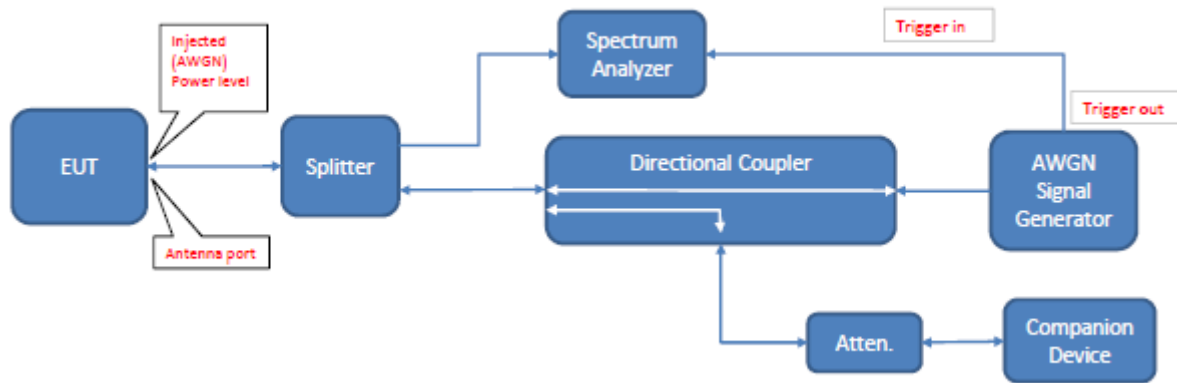 Injected
(AWGN)
Power level
EUT
Antenna port
Splitter
Spectrum
Analyzer
Trigger in
Trigger out
Directional Coupler
AWGN
Signal
Generator
Atten.
Companion
Device